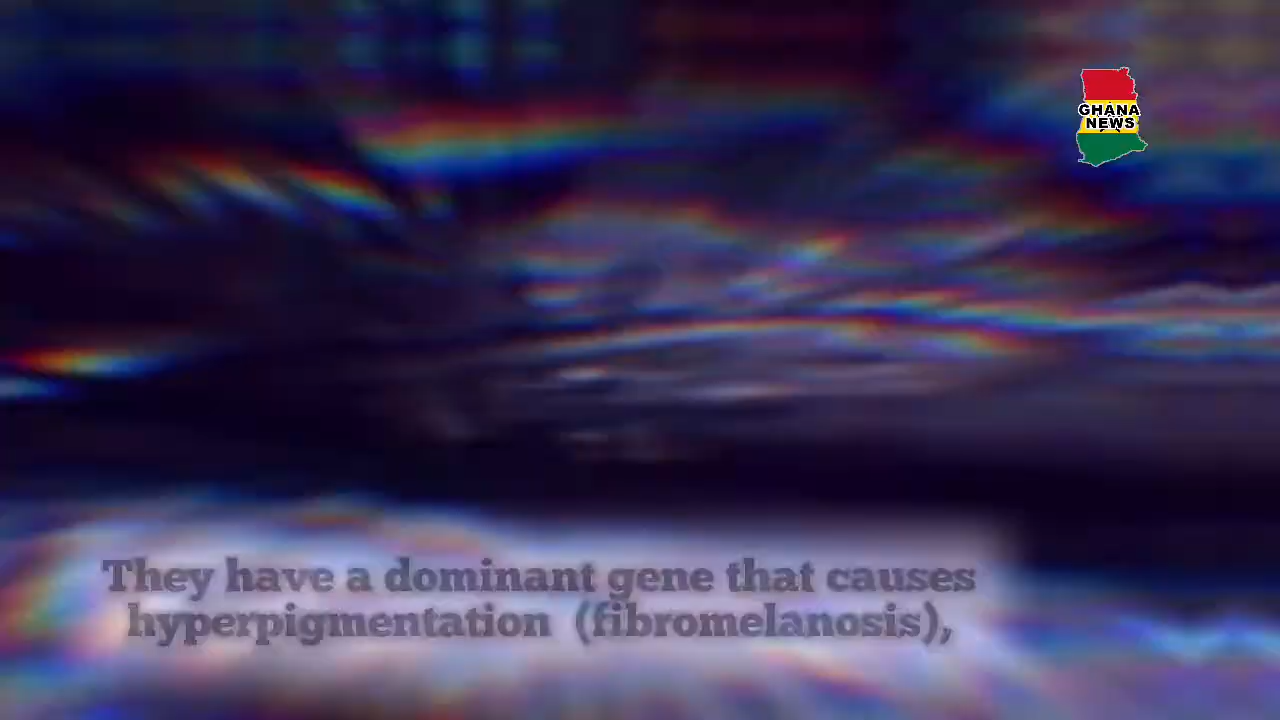 GHANA
NEWS
They have a dominant gene that causes
hyperpigmentation (fibromelanosis),